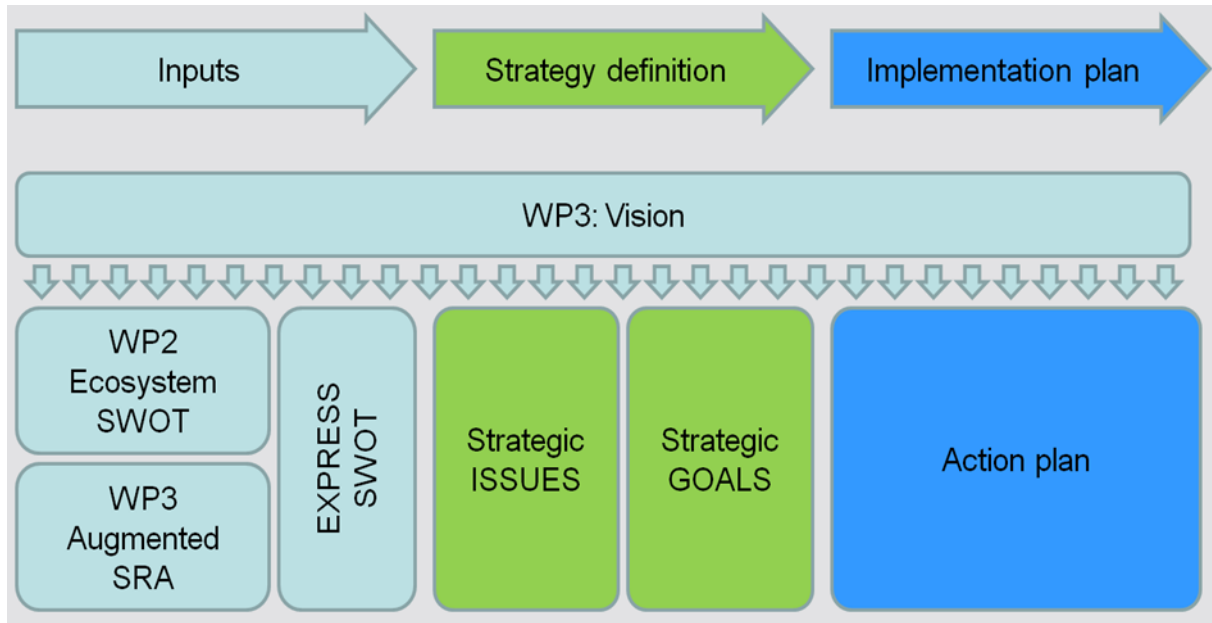 Inputs
Strategy definition
Implementation plan
WP3: Vision
WP2
Ecosystem
SWOT
WP3
Augmented
SRA
EXPRESS
SWOT
Strategic
ISSUES
Strategic
GOALS
Action plan